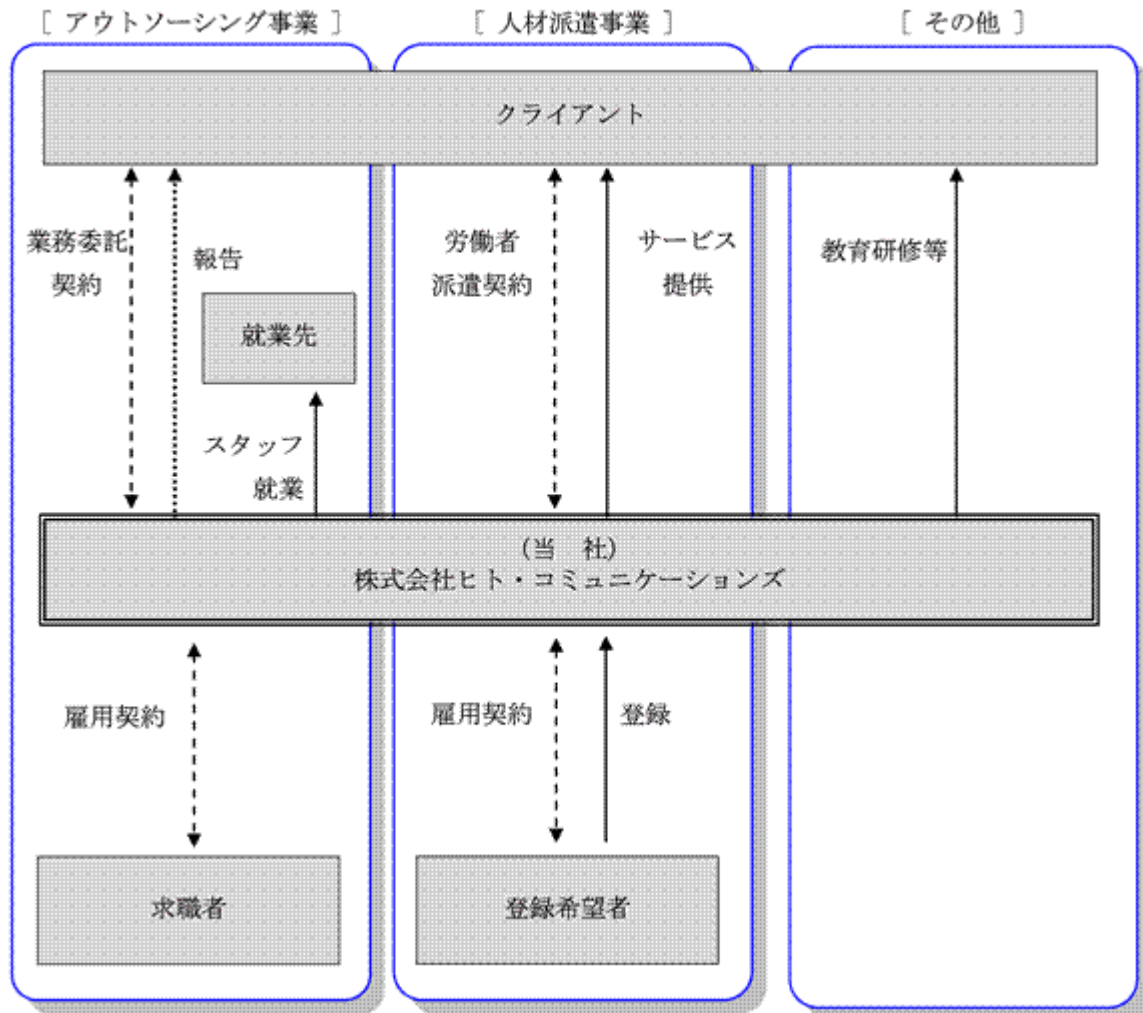 [ アウトソーシング事業 ]
[ 人材派遣事業 ]
[ その他 ]
クライアント
業務委託
契約
報告
就業先
スタッフ
就業
労働者
派遣契約
サービス
提供
教育研修等
(当 社)
株式会社ヒト・コミュニケーションズ
雇用契約
雇用契約
登録
求職者
登録希望者